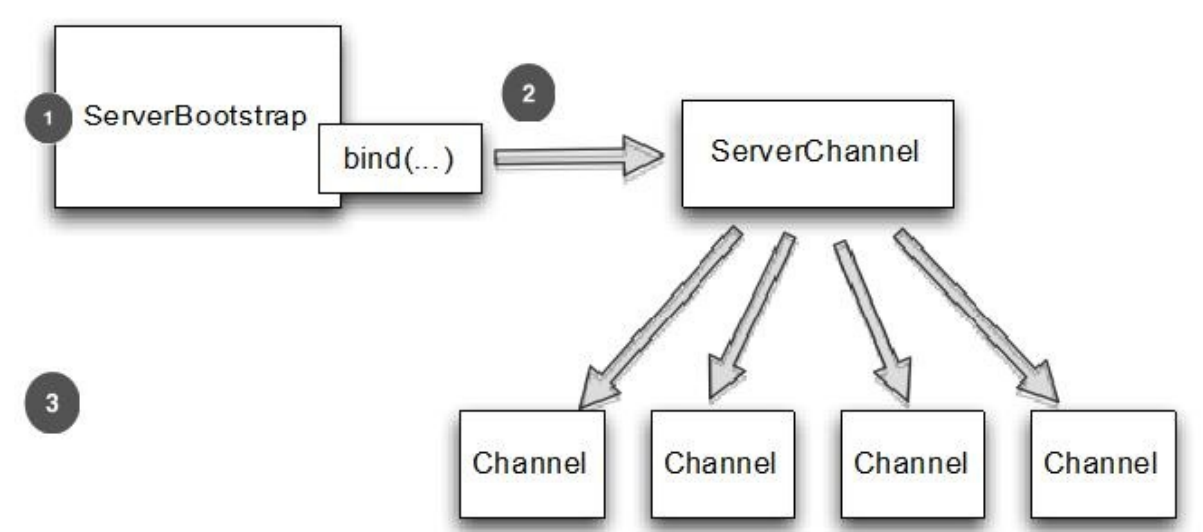 1
ServerBootstrap
bind(...)
2
ServerChannel
3
Channel
Channel
Channel
Channel